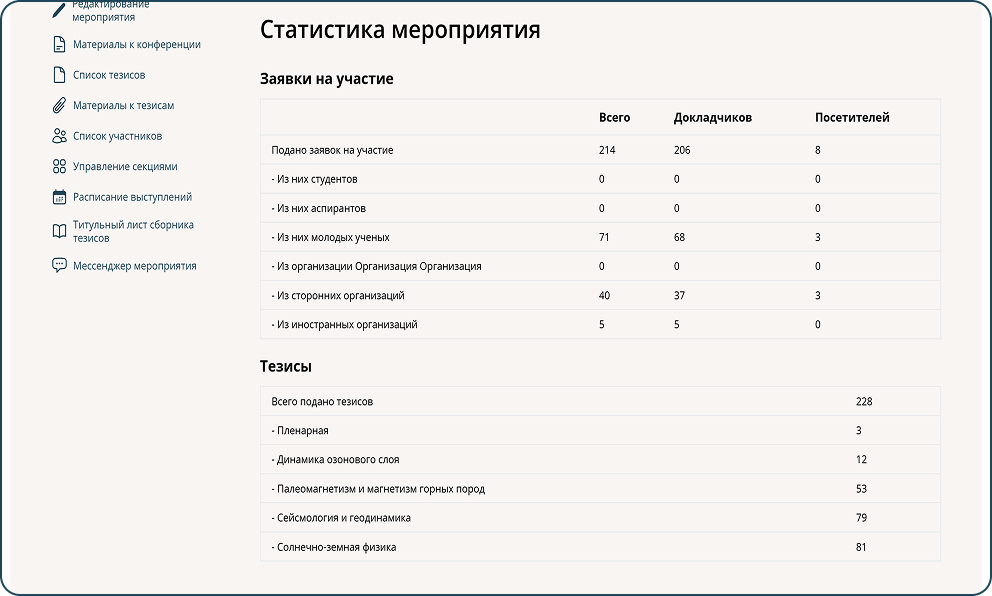 Редактирование
мероприятия
Материалы к конференции
Список тезисов
Материалы к тезисам
Список участников
Управление секциями
Расписание выступлений
Титульный лист сборника
тезисов
Мессенджер мероприятия
Статистика мероприятия
Заявки на участие
Всего Докладчиков Посетителей
Подано заявок на участие 214 206 8
- Из них студентов 0 0 0
- Из них аспирантов 0 0 0
- Из них молодых ученых 71 68 3
- Из организации Организация Организация 0 0 0
- Из сторонних организаций 40 37 3
- Из иностранных организаций 5 5 0
Тезисы
Всего подано тезисов 228
- Пленарная 3
- Динамика озонового слоя 12
- Палеомагнетизм и магнетизм горных пород 53
- Сейсмология и геодинамика 79
- Солнечно-земная физика 81